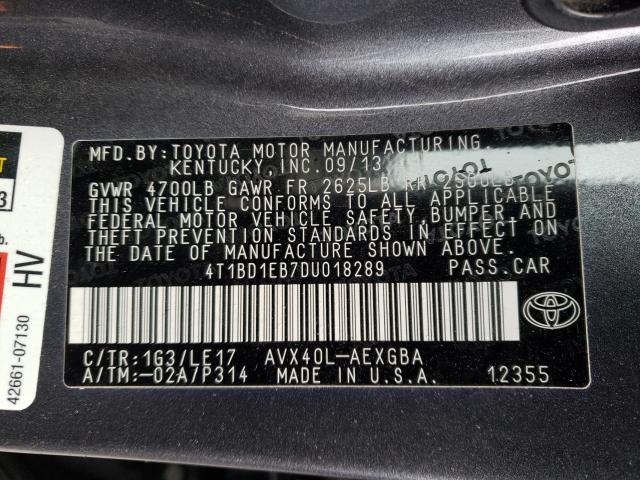 MFD.BY:TOYOTA MOTOR MANUFACTURING
KENTUCKY, INC.09/13
GVWR 4700LB GAWR FR 2625LB RR
THIS VEHICLE CONFORMS TO ALL APPLICABLE
FEDERAL MOTOR VEHICLE SAFETY,BUMPER,AND
THEFT PREVENTION STANDARDS IN EFFECT ON
THE DATE OF MANUFACTURE SHOWN ABOVE.
4T1BD1EB7DU018289 PASS.CAR
C/TR:1G3/LE17 AVX40L-AEXGBA
A/TM:-02A7P314 MADE IN U.S.A. 12355
TOYOTA
HV
42661-07130